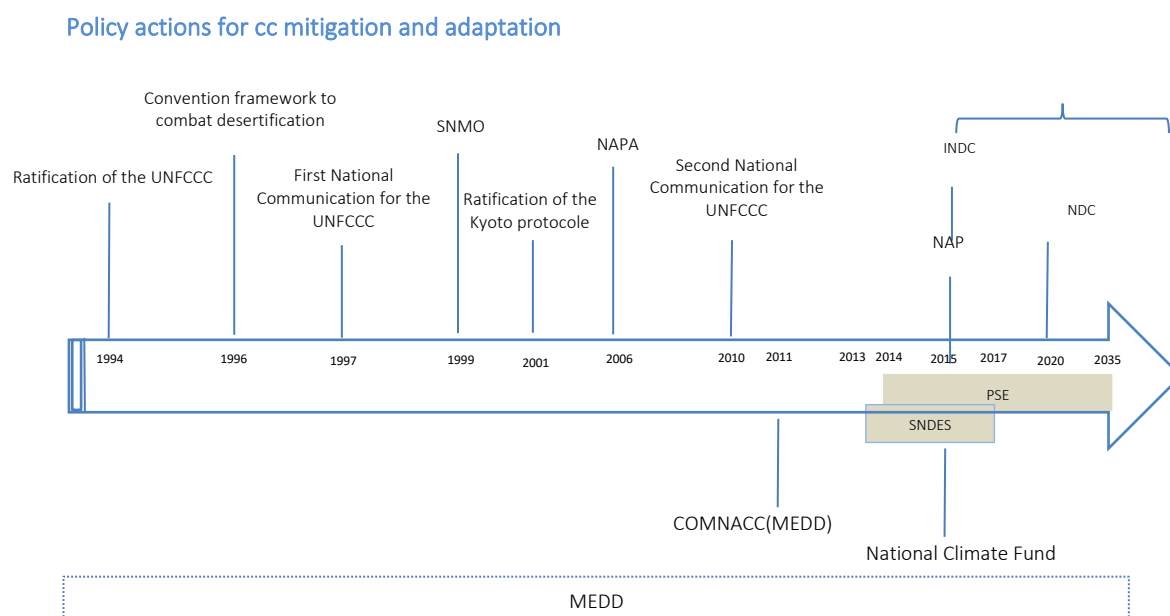 Policy actions for cc mitigation and adaptation
Convention framework to
combat desertification
SNMO
NAPA
INDC
Ratification of the UNFCCC
First National
Communication for the
UNFCCC
Ratification of the
Kyoto protocole
Second National
Communication for the
UNFCCC
NDC
NAP
1994
1996
1997
1999
2001
2006
2010
2011
2013
2014
2015
2017
2020
2035
PSE
SNDES
COMNACC(MEDD)
National Climate Fund
MEDD